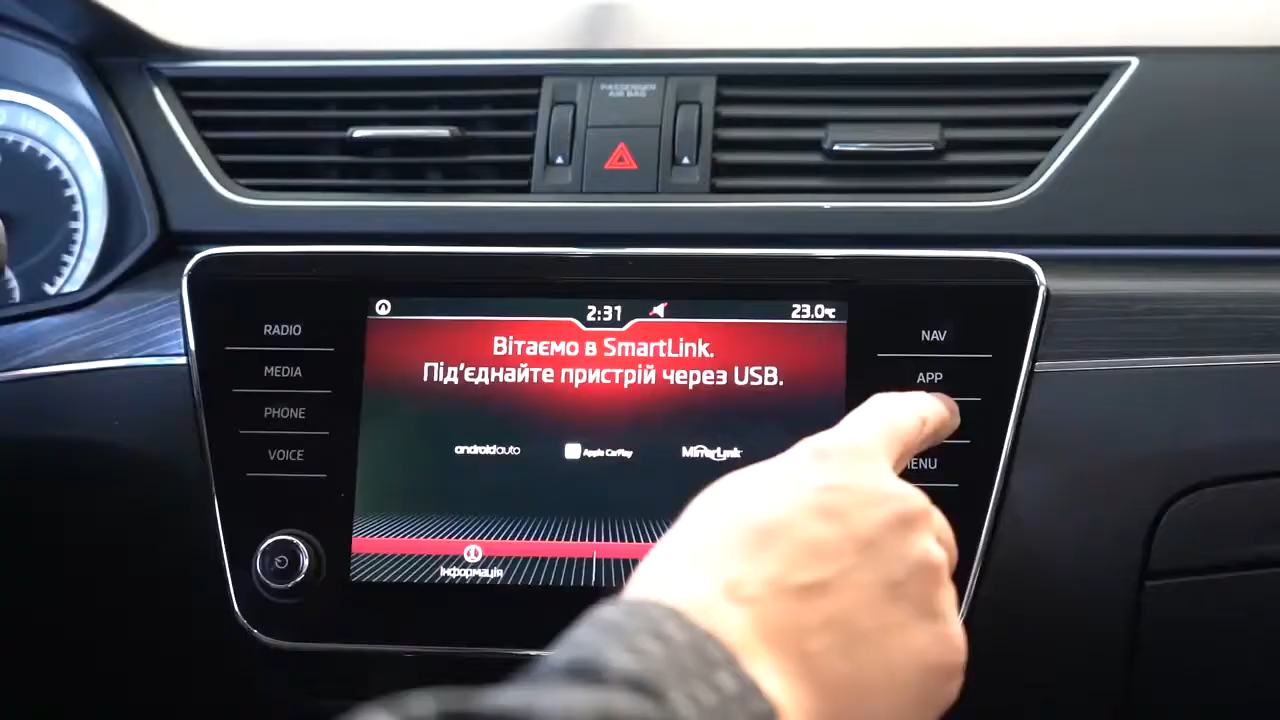 PASSENGER
AIR BAG
2:31
23.0°C
Вітаємо в SmartLink.
Під’єднайте пристрій через USB.
androidauto
Apple CarPlay
MirrorLink
Інформація
RADIO
MEDIA
PHONE
VOICE
NAV
APP